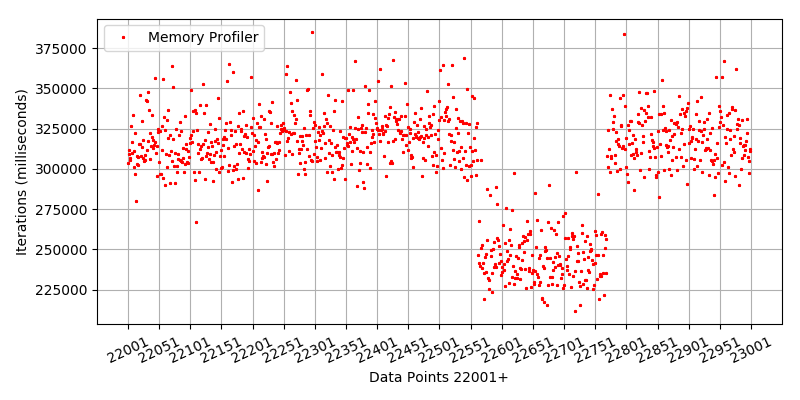 Memory Profiler
Iterations (milliseconds)
375000
350000
325000
300000
275000
250000
225000
22001 22051 22101 22151 22201 22251 22301 22351 22401 22451 22501 22551 22601 22651 22701 22751 22801 22851 22901 22951 23001
Data Points 22001+